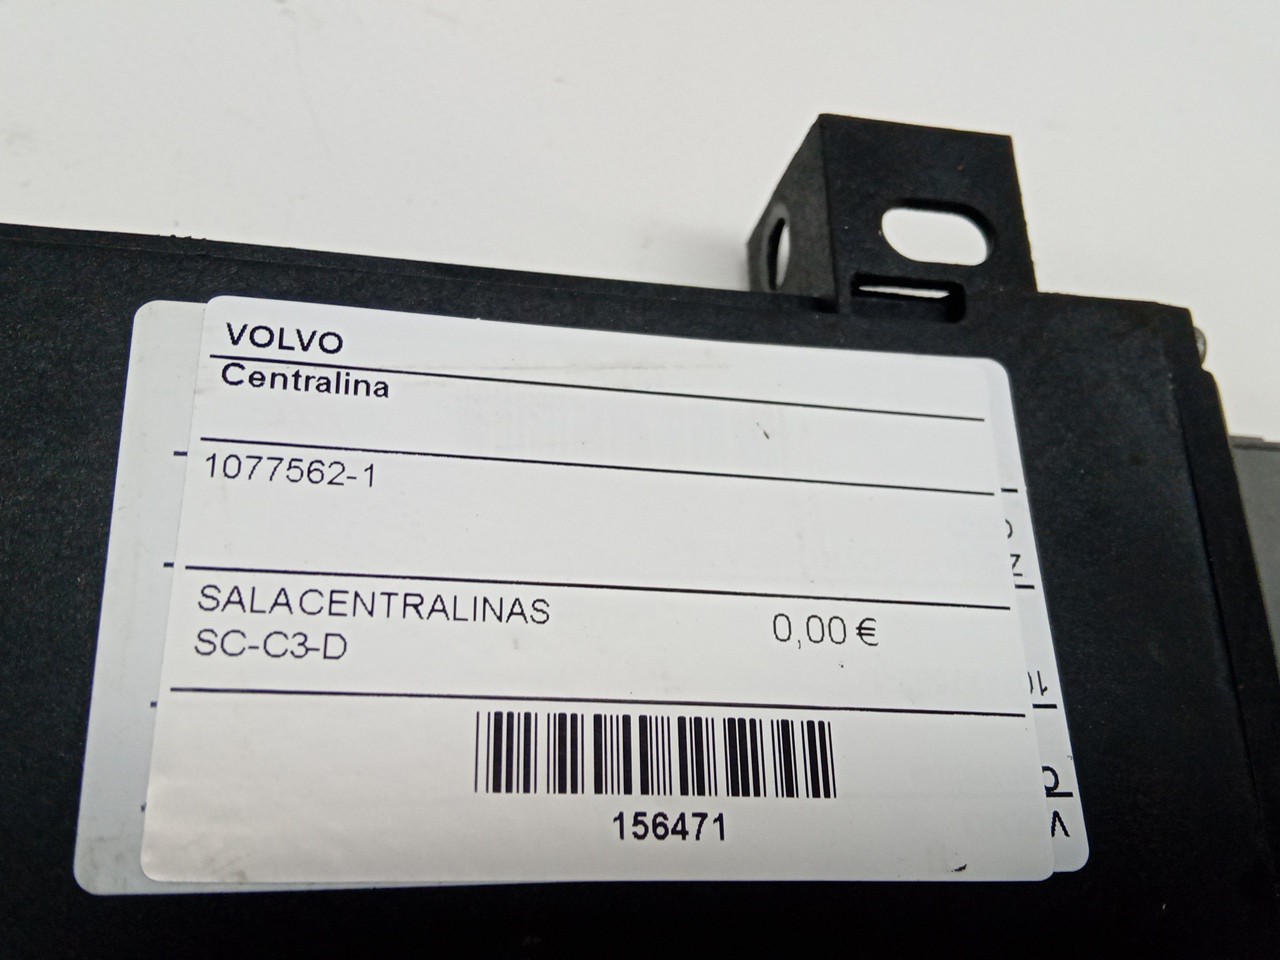 VOLVO
Centralina
1077562-1
SALACENTRALINAS
0,00 €
SC-C3-D
156471